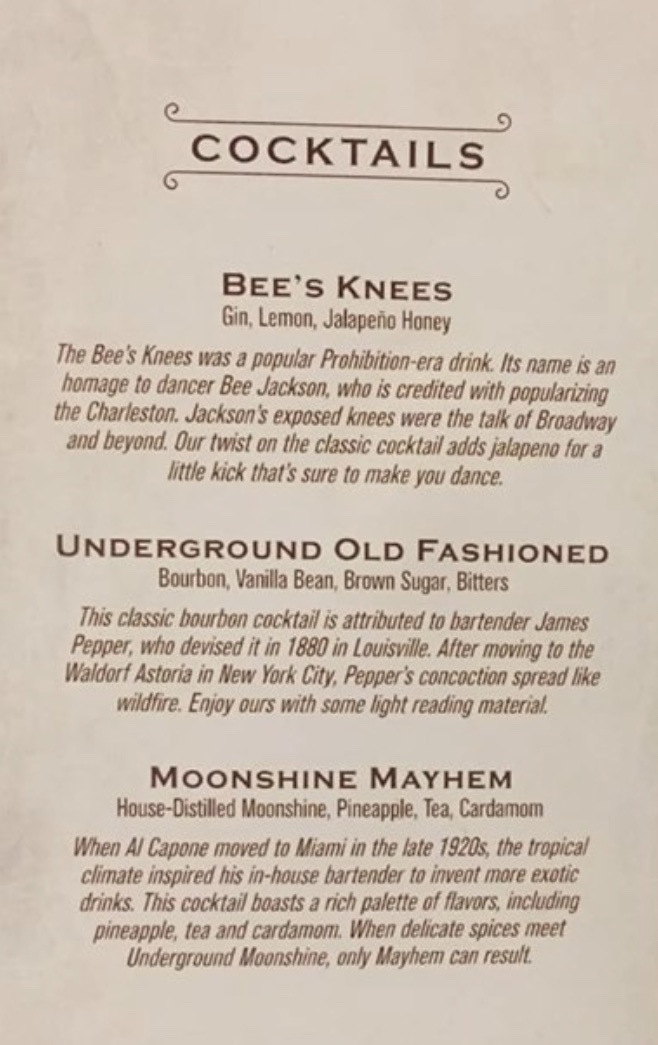 COCKTAILS
BEE'S KNEES
Gin, Lemon, Jalapeño Honey
The Bee's Knees was a popular Prohibition-era drink. Its name is an
homage to dancer Bee Jackson, who is credited with popularizing
the Charleston. Jackson's exposed knees were the talk of Broadway
and beyond. Our twist on the classic cocktail adds jalapeno for a
little kick that's sure to make you dance.
UNDERGROUND OLD FASHIONED
Bourbon, Vanilla Bean, Brown Sugar, Bitters
This classic bourbon cocktail is attributed to bartender James
Pepper, who devised it in 1880 in Louisville. After moving to the
Waldorf Astoria in New York City, Pepper's concoction spread like
wildfire. Enjoy ours with some light reading material.
MOONSHINE MAYHEM
House-Distilled Moonshine, Pineapple, Tea, Cardamom
When Al Capone moved to Miami in the late 1920s, the tropical
climate inspired his in-house bartender to invent more exotic
drinks. This cocktail boasts a rich palette of flavors, including
pineapple, tea and cardamom. When delicate spices meet
Underground Moonshine, only Mayhem can result.